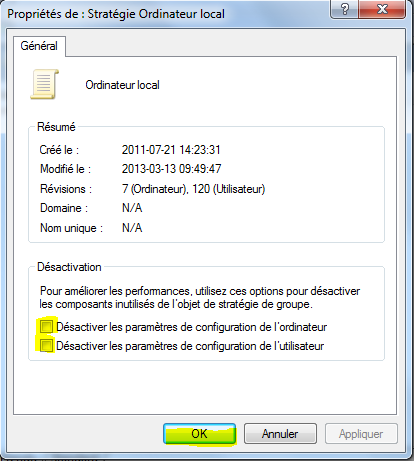 Propriétés de : Stratégie Ordinateur local
Général
Ordinateur local
Résumé
Créé le : 2011-07-21 14:23:31
Modifié le : 2013-03-13 09:49:47
Révisions : 7 (Ordinateur), 120 (Utilisateur)
Domaine : N/A
Nom unique : N/A
Désactivation
Pour améliorer les performances, utilisez ces options pour désactiver
les composants inutilisés de l'objet de stratégie de groupe.
Désactiver les paramètres de configuration de l'ordinateur
Désactiver les paramètres de configuration de l'utilisateur
OK Annuler Appliquer